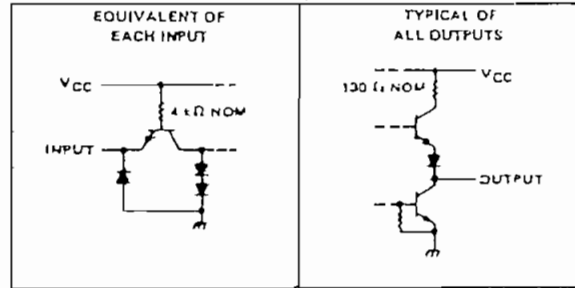 EQUIVALENT OF
EACH INPUT
VCC
4 kΩ NOM
INPUT
TYPICAL OF
ALL OUTPUTS
VCC
130 Ω NOM
OUTPUT